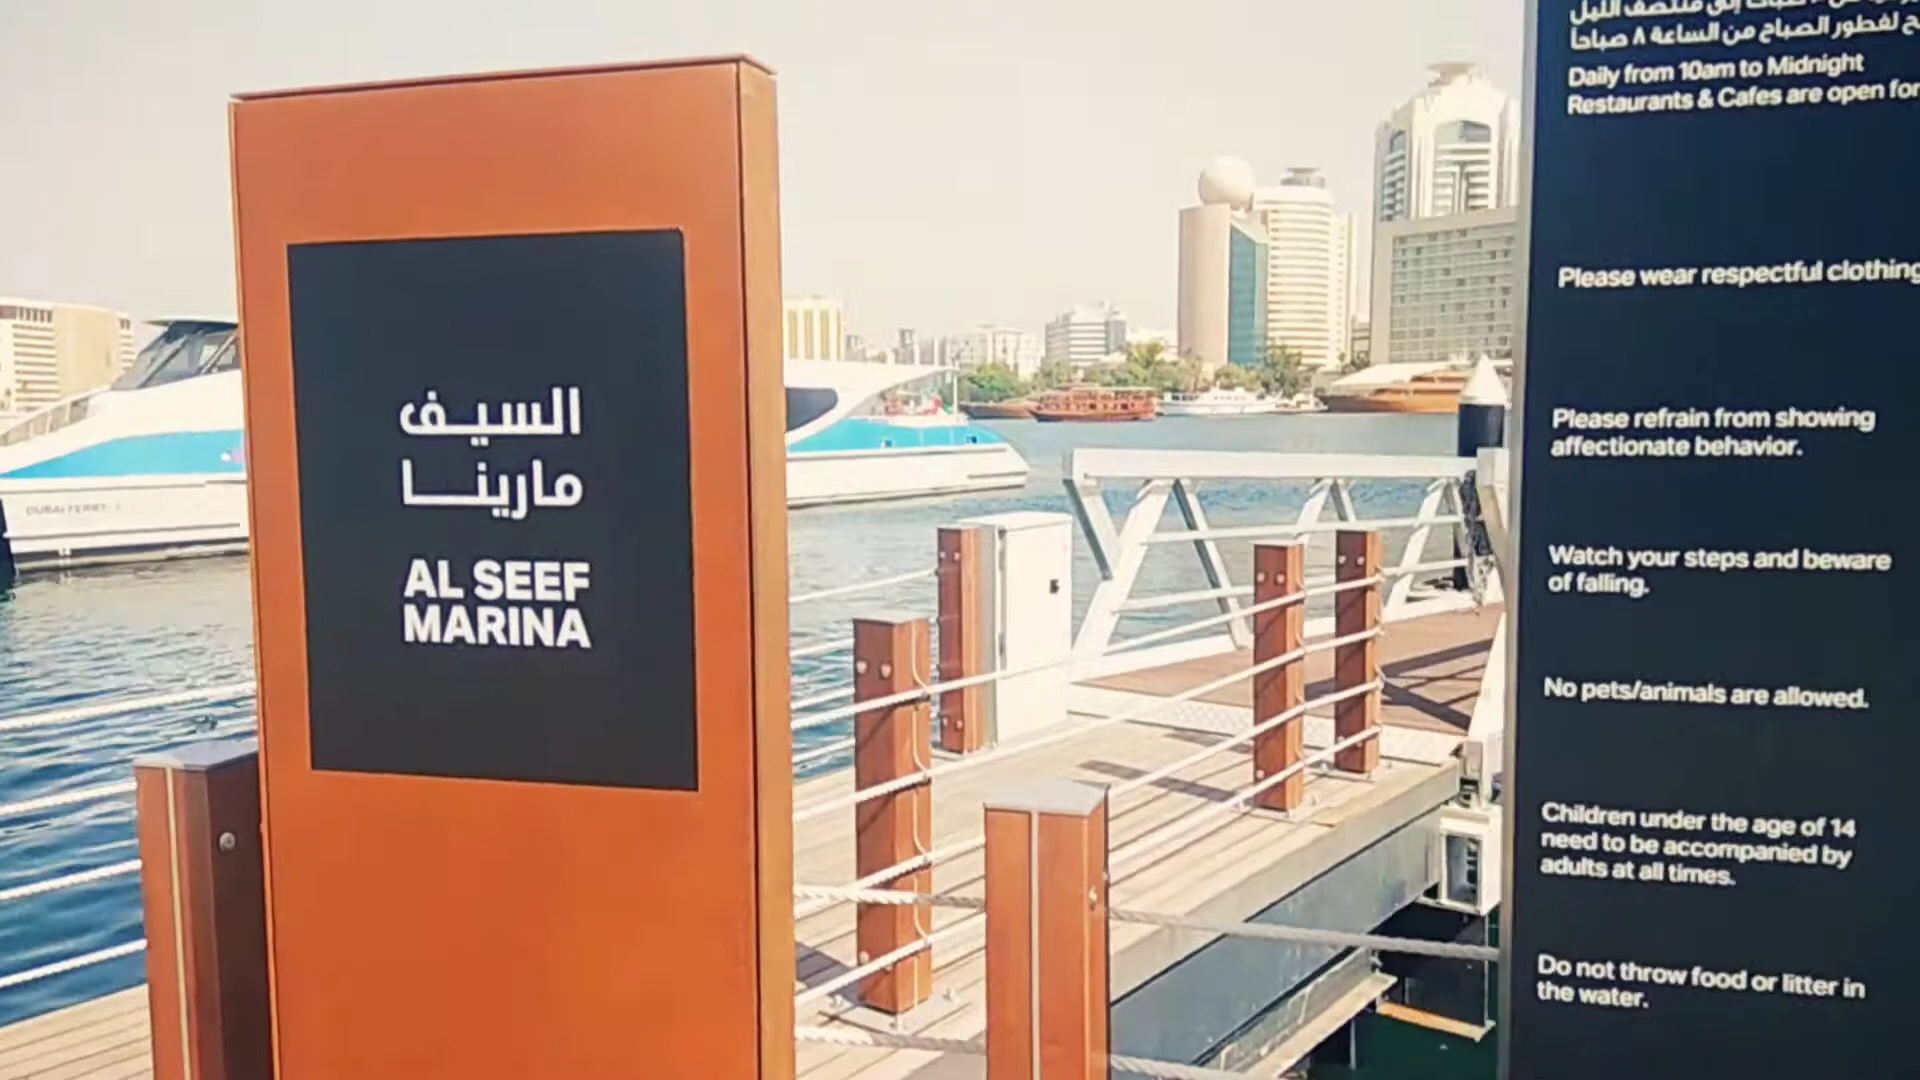 السيف
مارينا
AL SEEF
MARINA
DUBAI FERRY
منتصف الليل
لفطور الصباح من الساعة ٨ صباحاً
Daily from 10am to Midnight
Restaurants & Cafes are open for
Please wear respectful clothing
Please refrain from showing
affectionate behavior.
Watch your steps and beware
of falling.
No pets/animals are allowed.
Children under the age of 14
need to be accompanied by
adults at all times.
Do not throw food or litter in
the water.